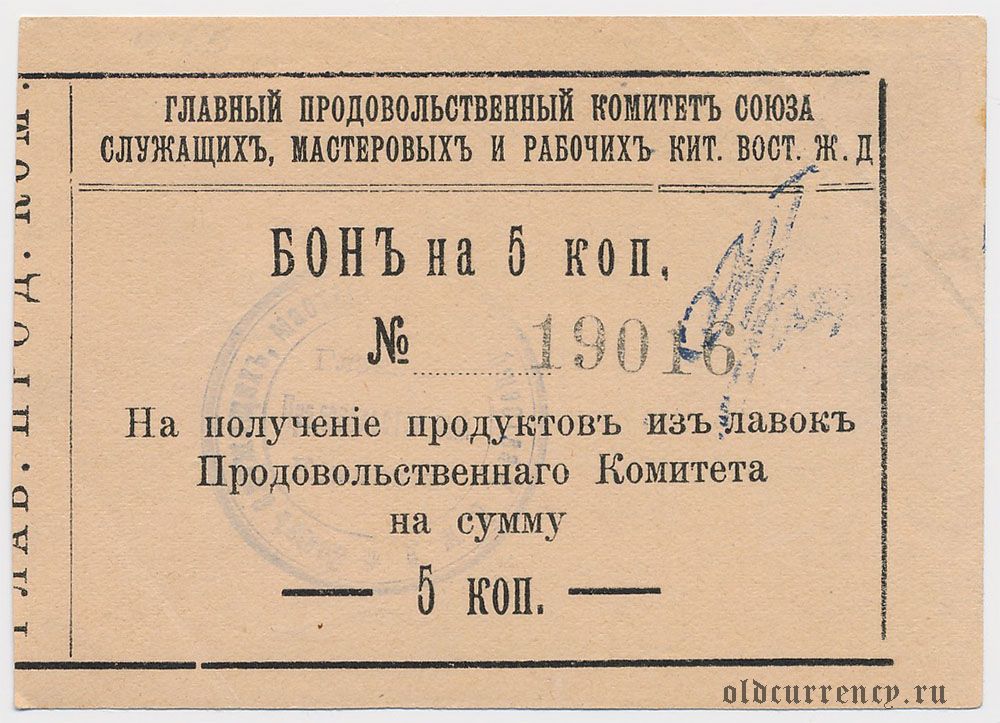 ГЛАВНЫЙ ПРОДОВОЛЬСТВЕННЫЙ КОМИТЕТЪ СОЮЗА
СЛУЖАЩИХЪ, МАСТЕРОВЫХЪ И РАБОЧИХЪ КИТ. ВОСТ. Ж. Д
БОНЪ на 5 коп.
№ 19016
На полученіе продуктовъ изъ лавокъ
Продовольственнаго Комитета
на сумму
— 5 коп. —
ГЛАВ. ПРОД. КОМ.
oldcurrency.ru